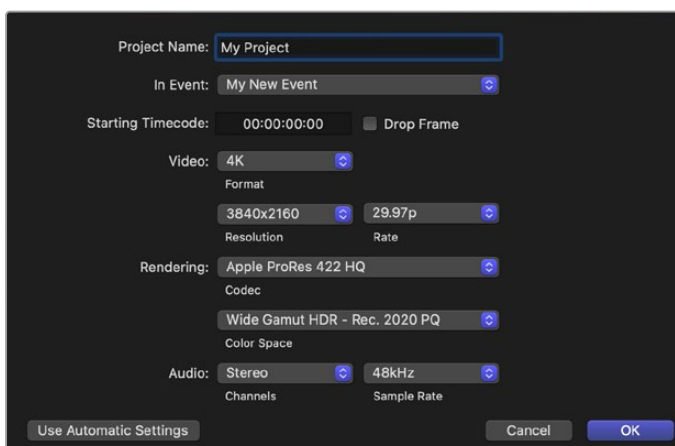 Project Name: My Project
In Event: My New Event
Starting Timecode: 00:00:00:00 Drop Frame
Video: 4K
Format
3840x2160 29.97p
Resolution Rate
Rendering: Apple ProRes 422 HQ
Codec
Wide Gamut HDR - Rec. 2020 PQ
Color Space
Audio: Stereo 48kHz
Channels Sample Rate
Use Automatic Settings Cancel OK